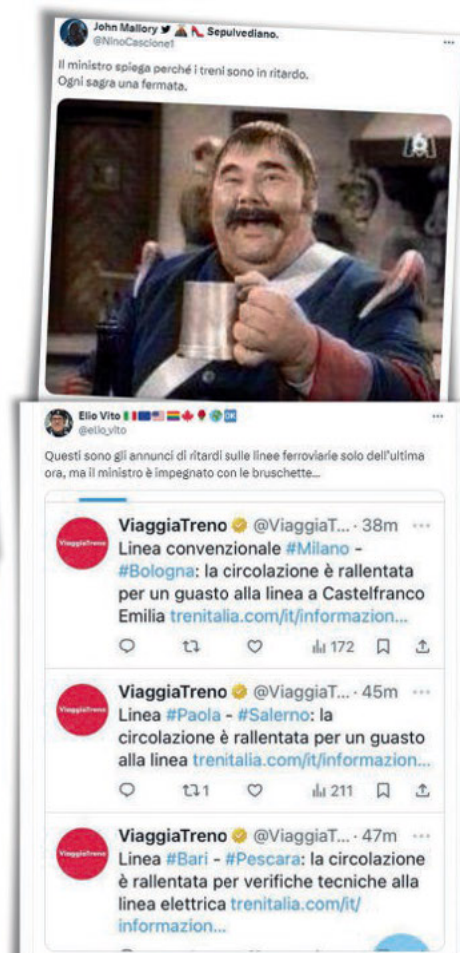 John Mallory Sepulvediano.
@NinoCascione1
Il ministro spiega perché i treni sono in ritardo.
Ogni sagra una fermata.
Elio Vito
@elio_vito
Questi sono gli annunci di ritardi sulle linee ferroviarie solo dell'ultima
ora, ma il ministro è impegnato con le bruschette...
ViaggiaTreno @ViaggiaT... · 38m
ViaggiaTreno
Linea convenzionale #Milano -
#Bologna: la circolazione è rallentata
per un guasto alla linea a Castelfranco
Emilia trenitalia.com/it/informazion...
172
ViaggiaTreno @ViaggiaT... · 45m
ViaggiaTreno
Linea #Paola - #Salerno: la
circolazione è rallentata per un guasto
alla linea trenitalia.com/it/informazion...
1 211
ViaggiaTreno @ViaggiaT... · 47m
ViaggiaTreno
Linea #Bari - #Pescara: la circolazione
è rallentata per verifiche tecniche alla
linea elettrica trenitalia.com/it/
informazion...